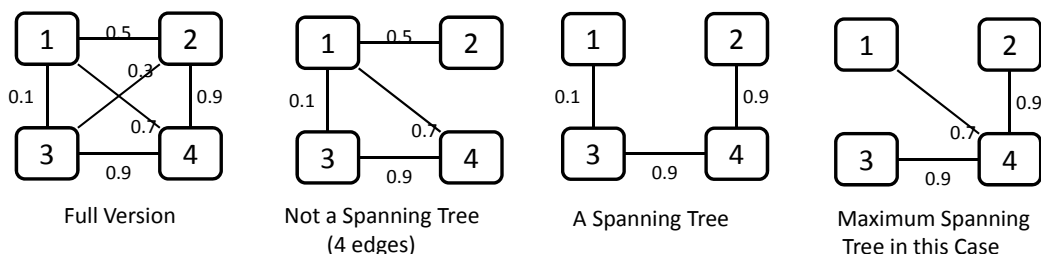 1 0.5 2
0.3
0.1 0.9
0.7
3 4
0.9
Full Version
1 0.5 2
0.1
0.7
3 4
0.9
Not a Spanning Tree
(4 edges)
1 2
0.1 0.9
3 4
0.9
A Spanning Tree
1 2
0.9
0.7
3 4
0.9
Maximum Spanning
Tree in this Case